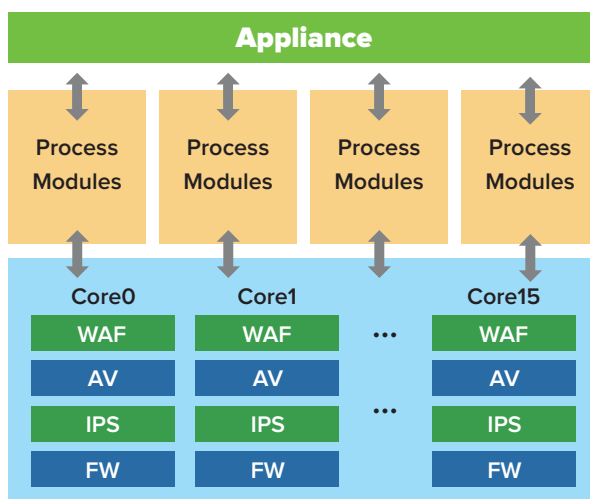 Appliance
Process Modules
Process Modules
Process Modules
Process Modules
Core0 Core1 Core15
WAF WAF ... WAF
AV AV AV
IPS IPS ... IPS
FW FW FW